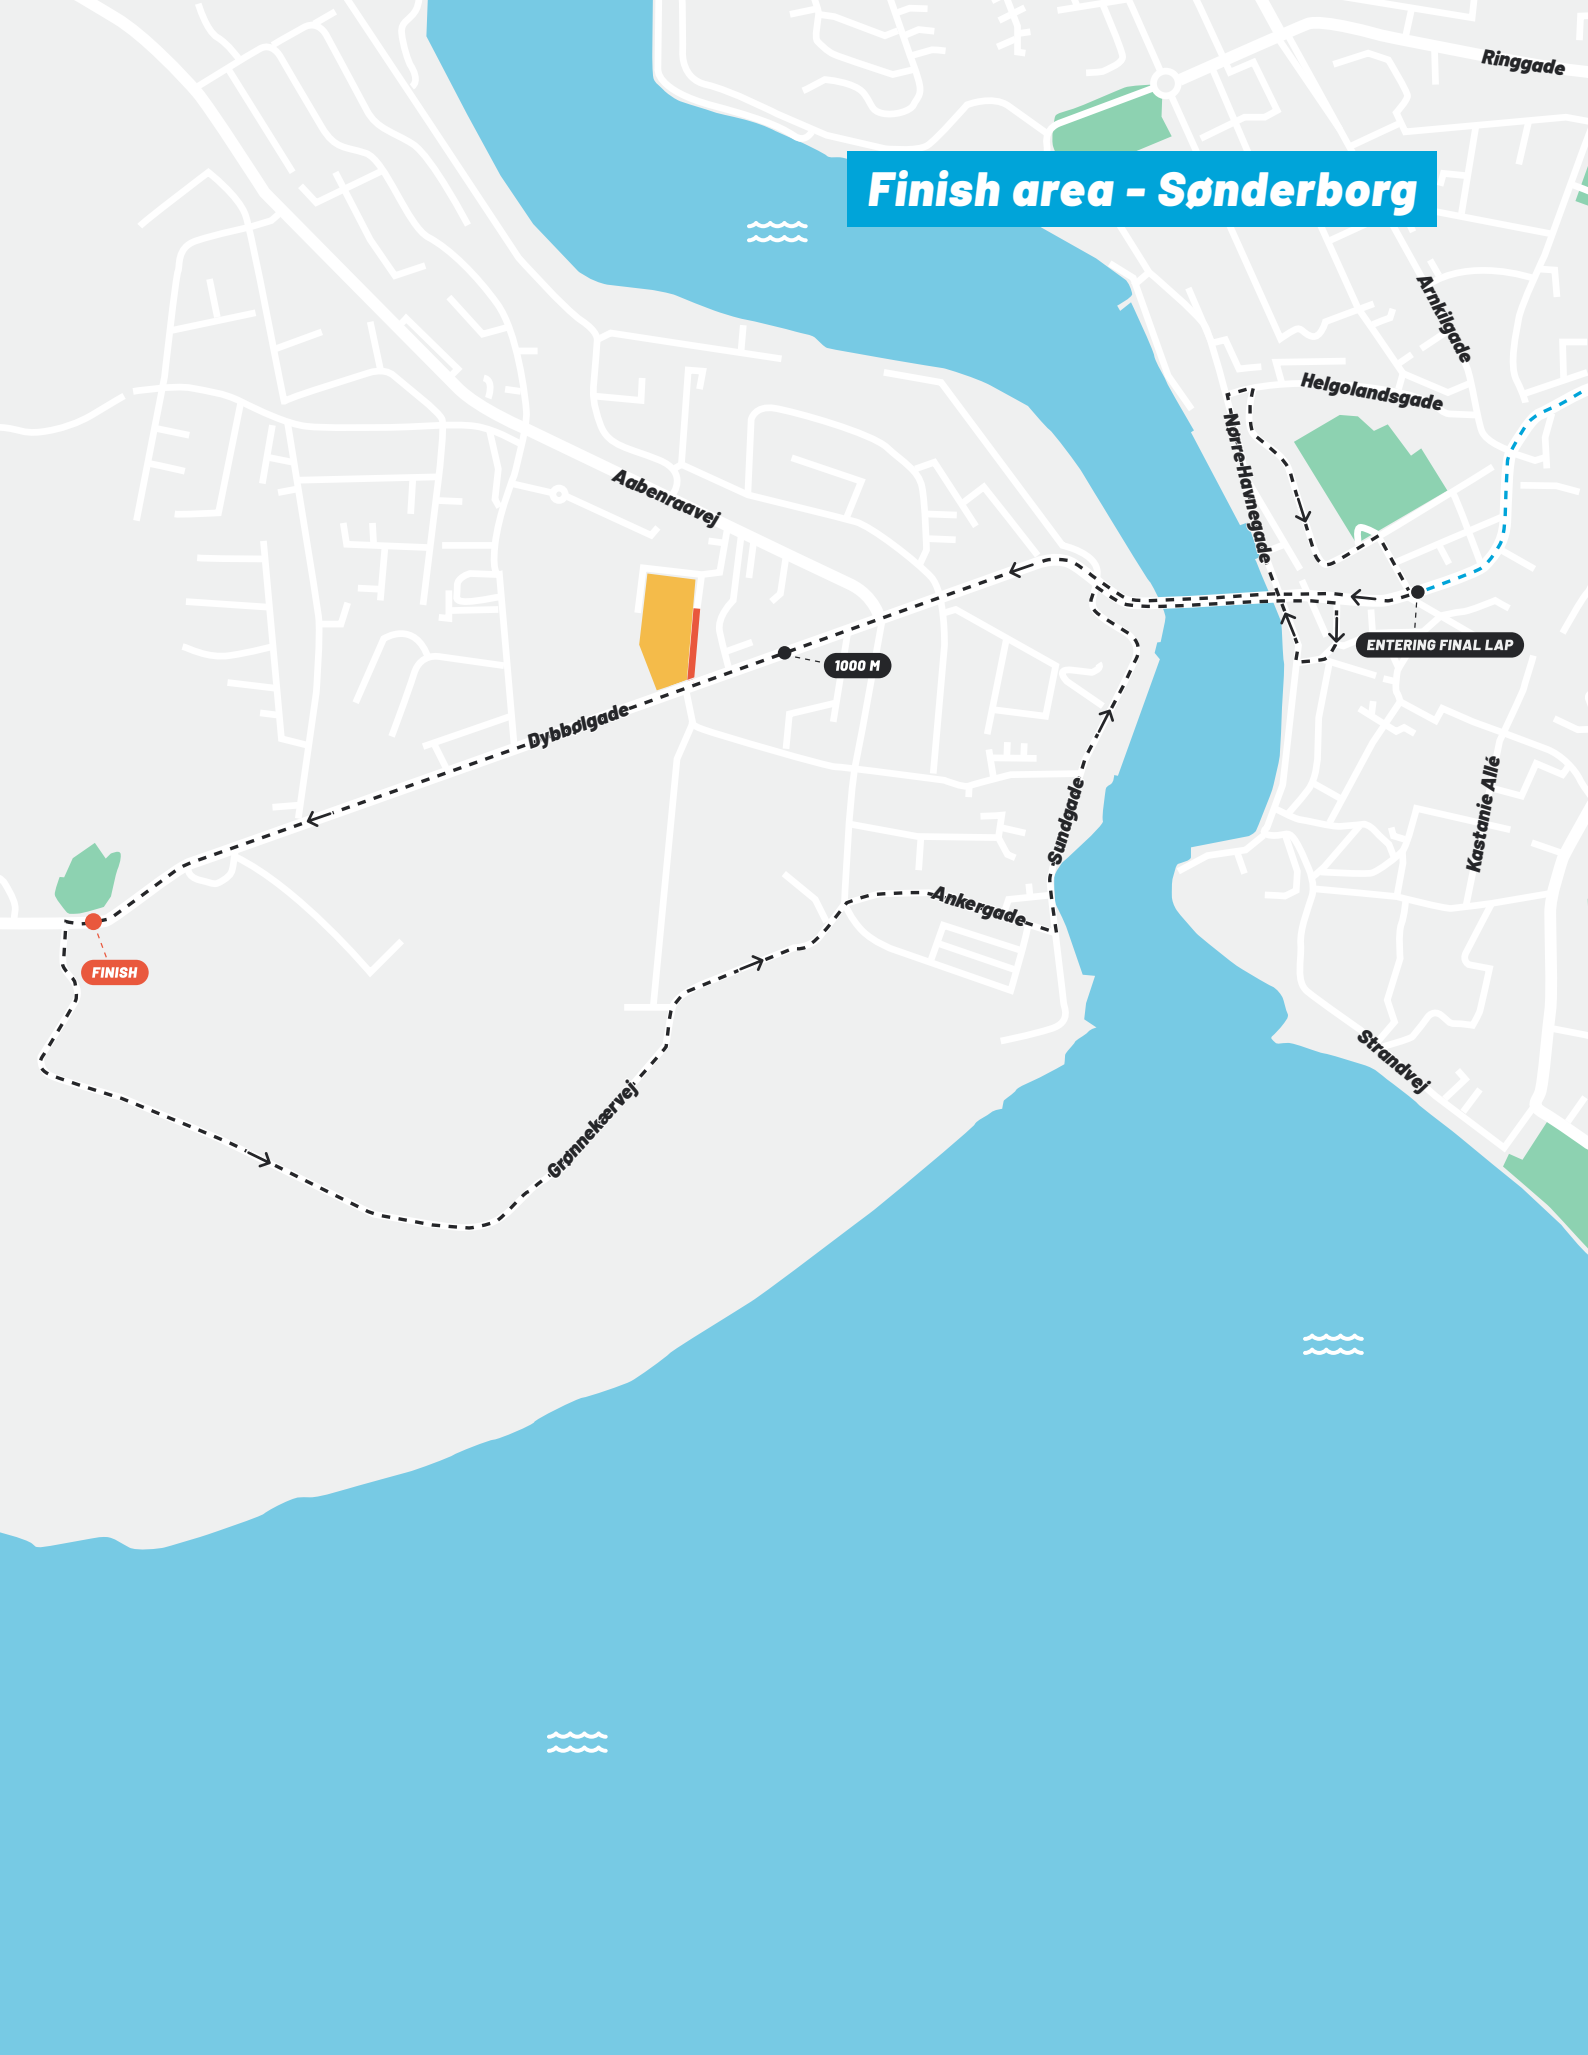 Ringgade
Finish area - Sønderborg
Arnkilgade
Helgolandsgade
Nørre Havnegade
Aabenraavej
ENTERING FINAL LAP
1000 M
Dybbølgade
Sundgade
Kastanie Allé
Ankergade
FINISH
Strandvej
Grønnekærvej